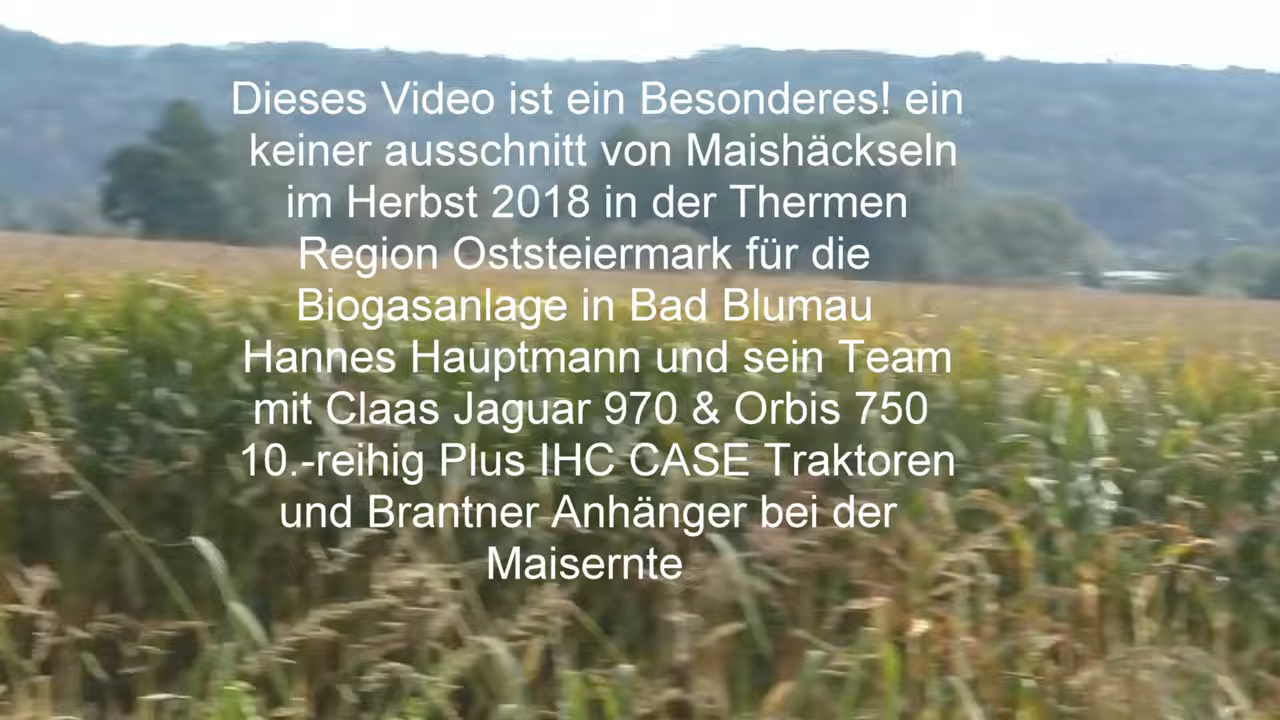 Dieses Video ist ein Besonderes! ein
keiner ausschnitt von Maishäckseln
im Herbst 2018 in der Thermen
Region Oststeiermark für die
Biogasanlage in Bad Blumau
Hannes Hauptmann und sein Team
mit Claas Jaguar 970 & Orbis 750
10.-reihig Plus IHC CASE Traktoren
und Brantner Anhänger bei der
Maisernte